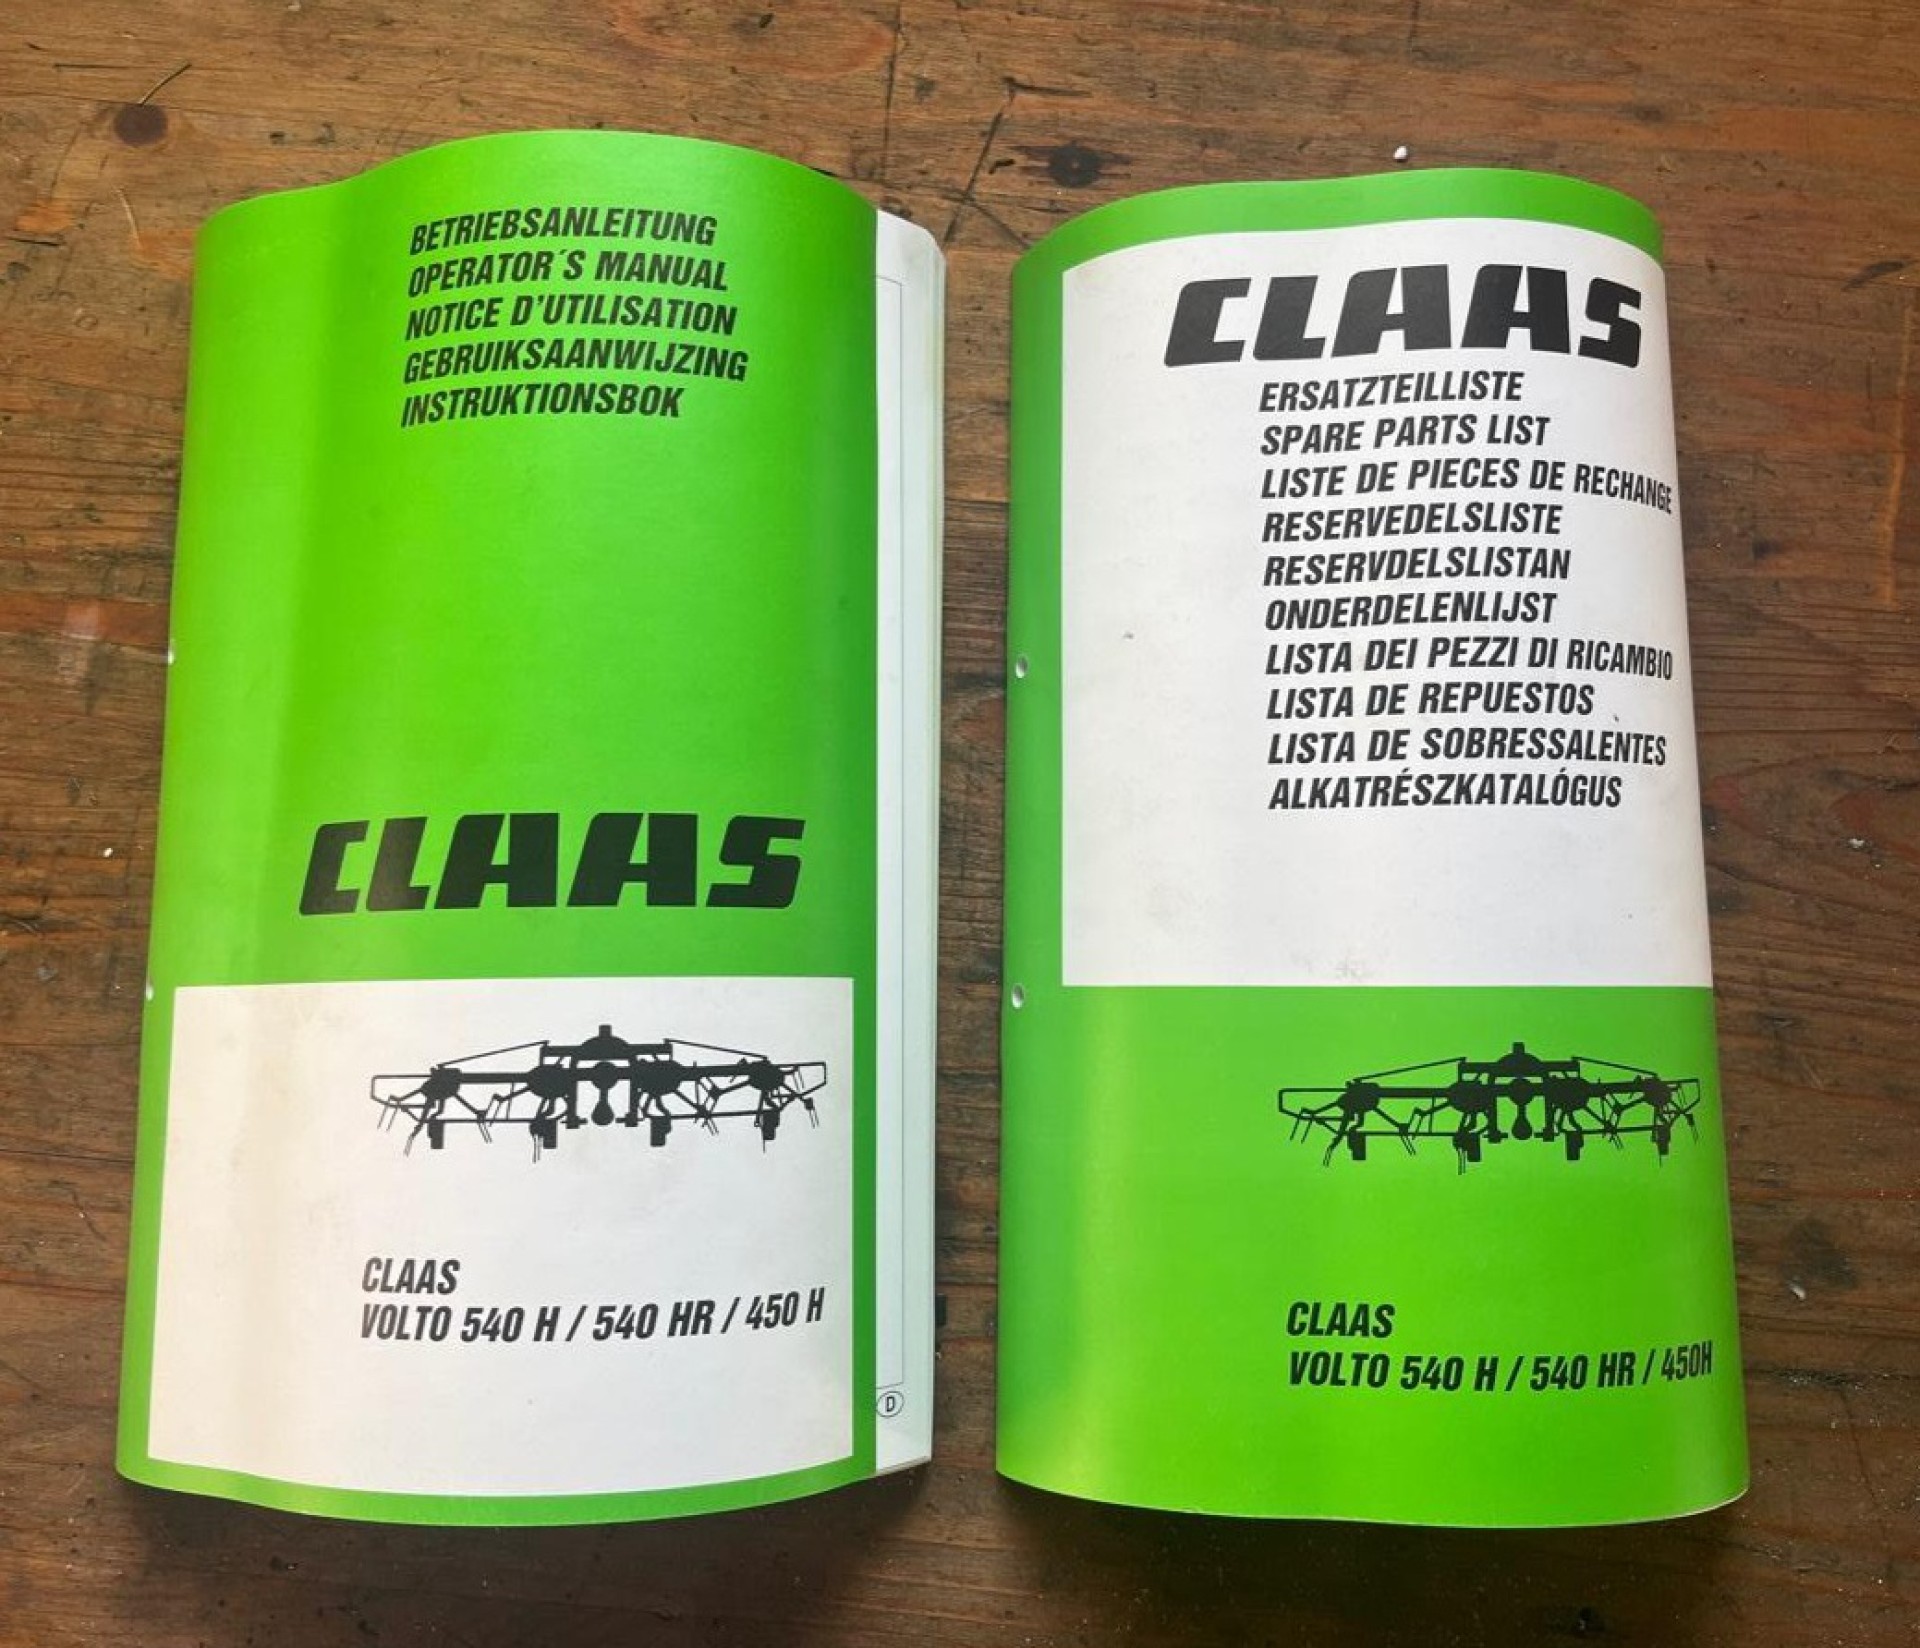 BETRIEBSANLEITUNG
OPERATOR´S MANUAL
NOTICE D'UTILISATION
GEBRUIKSAANWIJZING
INSTRUKTIONSBOK
CLAAS
CLAAS
VOLTO 540 H / 540 HR / 450 H
D
CLAAS
ERSATZTEILLISTE
SPARE PARTS LIST
LISTE DE PIECES DE RECHANGE
RESERVEDELSLISTE
RESERVDELSLISTAN
ONDERDELENLIJST
LISTA DEI PEZZI DI RICAMBIO
LISTA DE REPUESTOS
LISTA DE SOBRESSALENTES
ALKATRÉSZKATALÓGUS
CLAAS
VOLTO 540 H / 540 HR / 450H